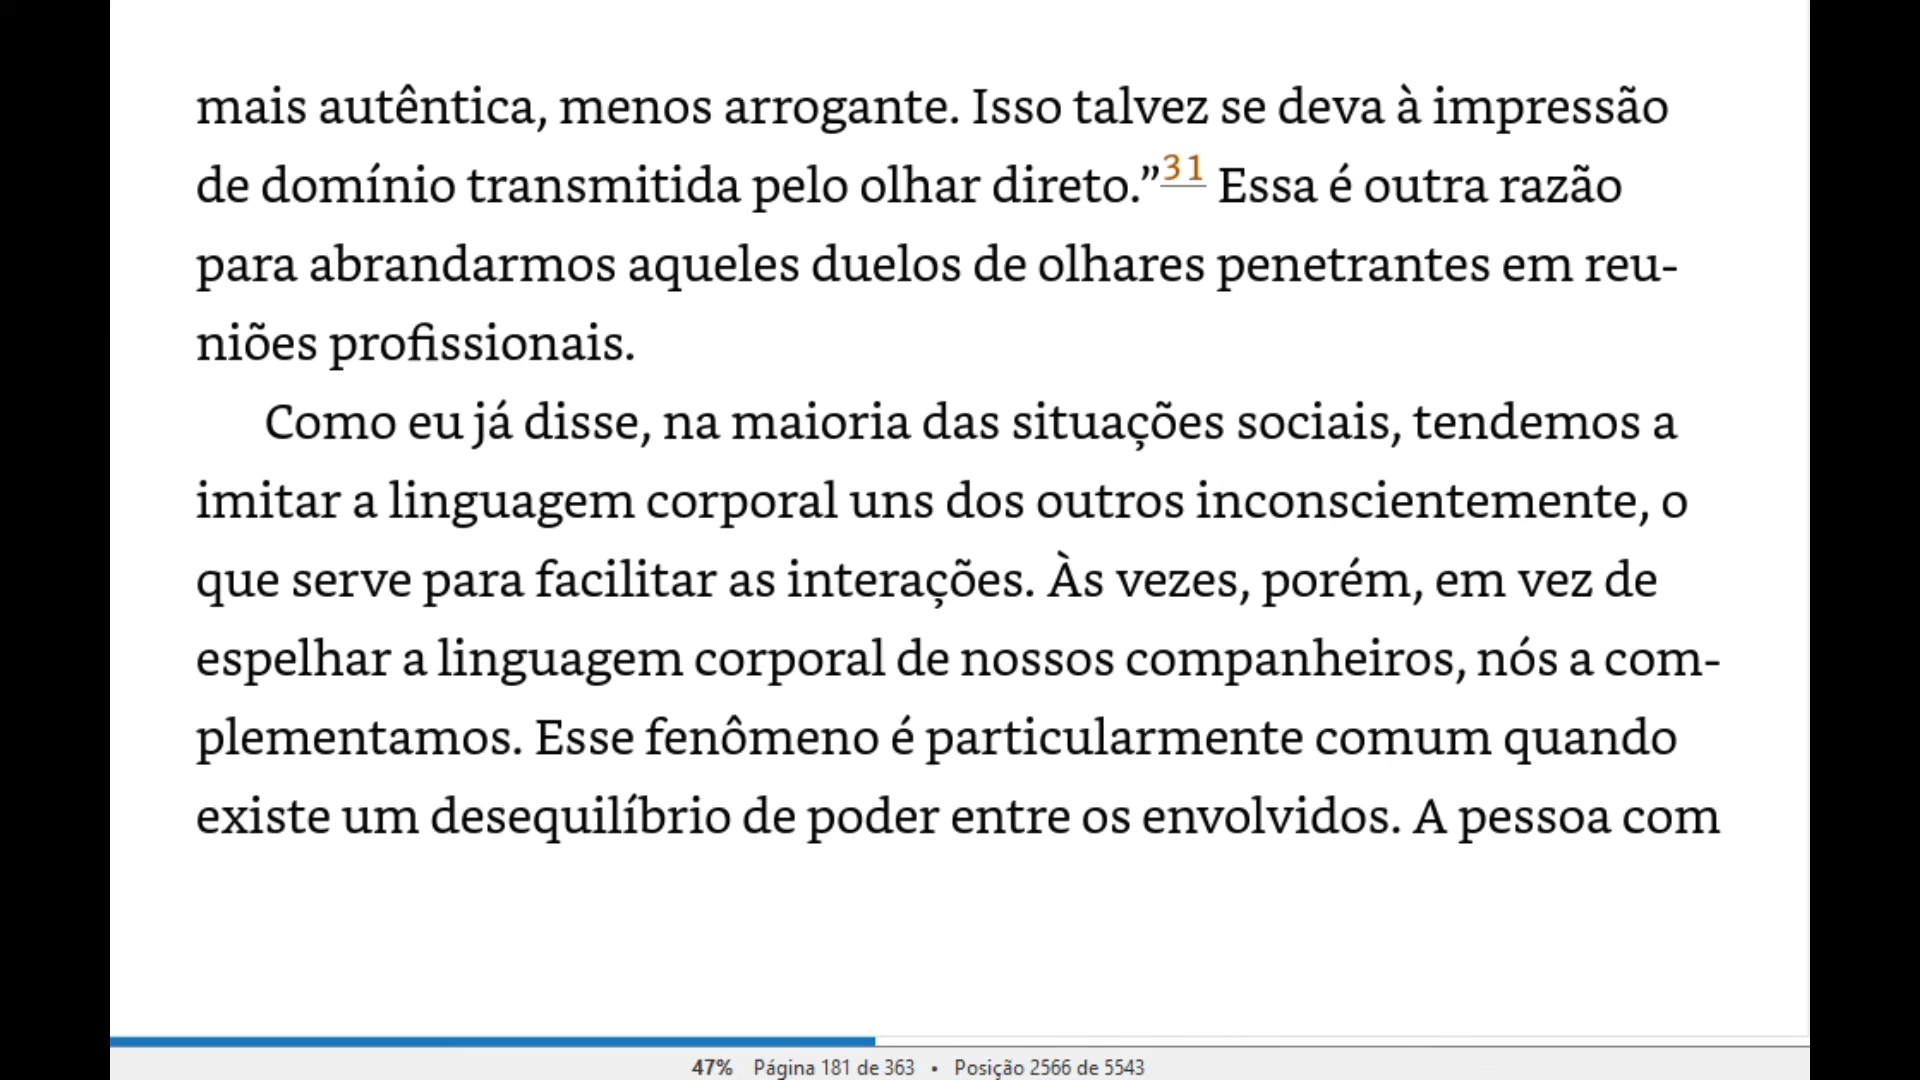 mais autêntica, menos arrogante. Isso talvez se deva à impressão
de domínio transmitida pelo olhar direto.”31 Essa é outra razão
para abrandarmos aqueles duelos de olhares penetrantes em reu-
niões profissionais.
Como eu já disse, na maioria das situações sociais, tendemos a
imitar a linguagem corporal uns dos outros inconscientemente, o
que serve para facilitar as interações. Às vezes, porém, em vez de
espelhar a linguagem corporal de nossos companheiros, nós a com-
plementamos. Esse fenômeno é particularmente comum quando
existe um desequilíbrio de poder entre os envolvidos. A pessoa com
47% Página 181 de 363 • Posição 2566 de 5543